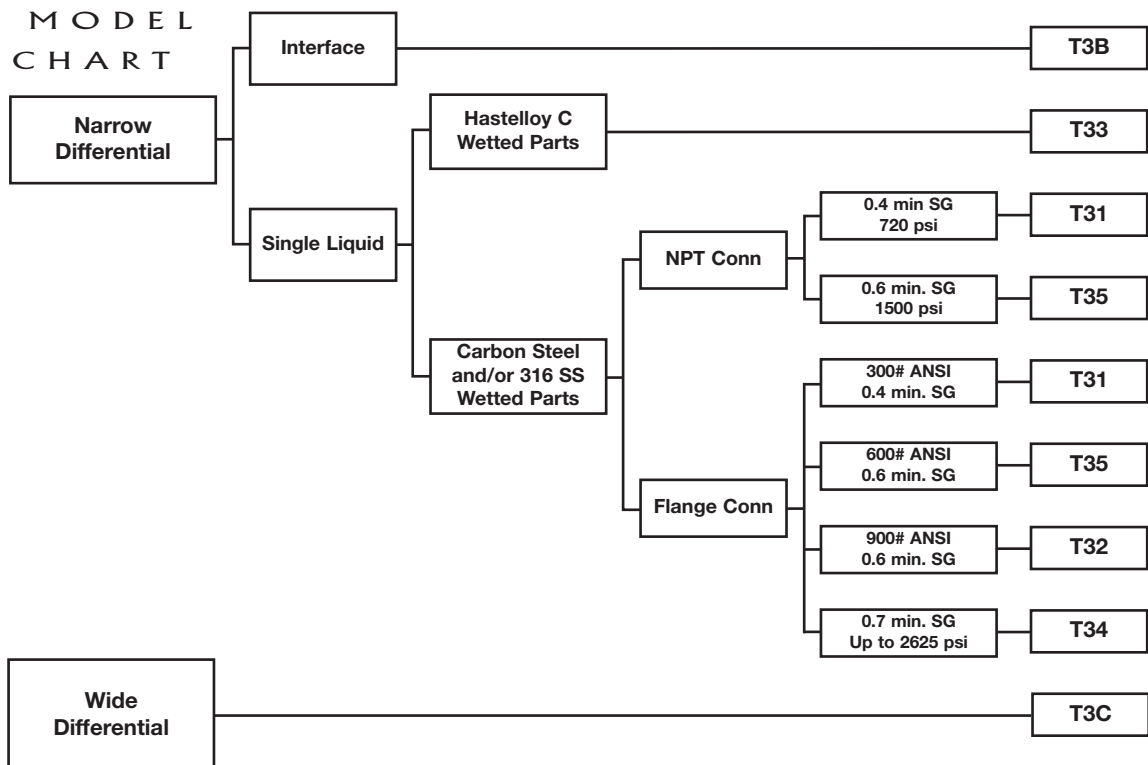 MODEL
CHART
Interface
T3B
Narrow
Differential
Hastelloy C
Wetted Parts
T33
Single Liquid
0.4 min SG
720 psi
T31
NPT Conn
0.6 min. SG
1500 psi
T35
Carbon Steel
and/or 316 SS
Wetted Parts
300# ANSI
0.4 min. SG
T31
600# ANSI
0.6 min. SG
T35
Flange Conn
900# ANSI
0.6 min. SG
T32
0.7 min. SG
Up to 2625 psi
T34
Wide
Differential
T3C